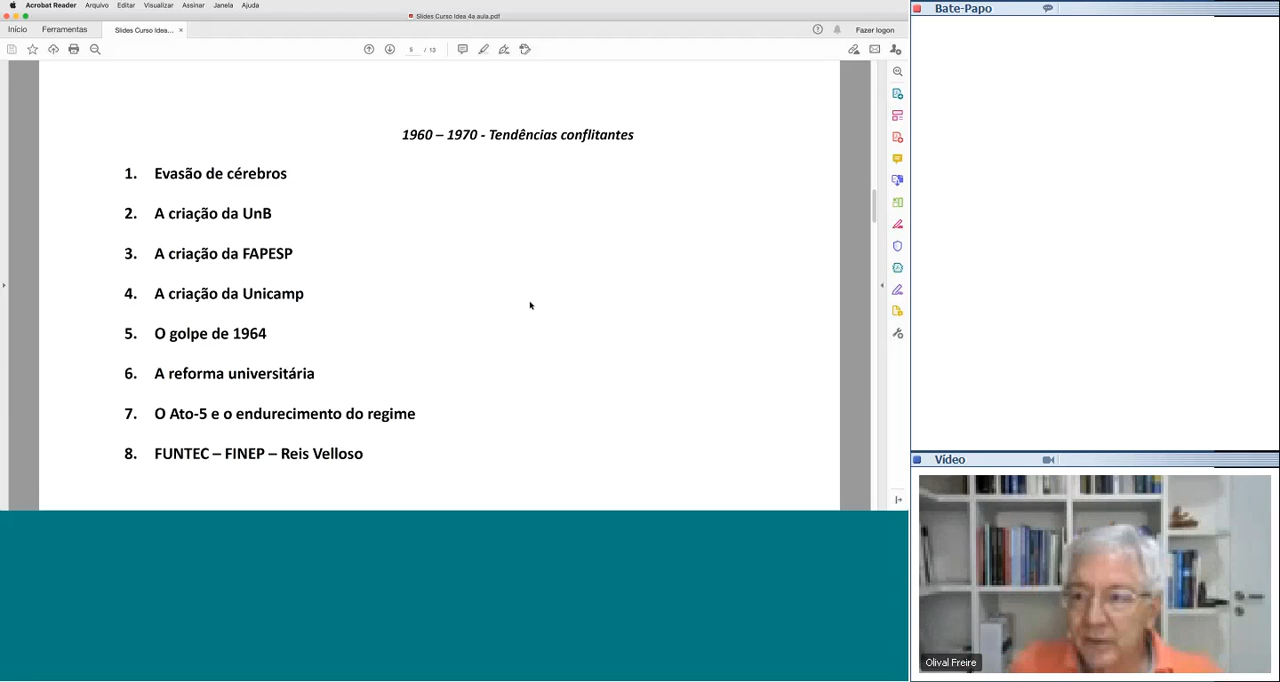 Acrobat Reader Arquivo Editar Visualizar Assinar Janela Ajuda
Slides Curso Idea 4a aula.pdf
Início Ferramentas Slides Curso Idea... × Fazer logon
5 / 13
1960 – 1970 - Tendências conflitantes
1. Evasão de cérebros
2. A criação da UnB
3. A criação da FAPESP
4. A criação da Unicamp
5. O golpe de 1964
6. A reforma universitária
7. O Ato-5 e o endurecimento do regime
8. FUNTEC – FINEP – Reis Velloso
Bate-Papo
Vídeo
Olival Freire